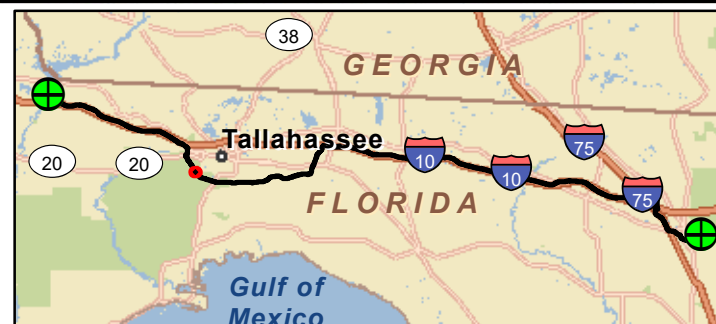 38
GEORGIA
Tallahassee
75
20
20
10
10
75
FLORIDA
Gulf of
Mexico